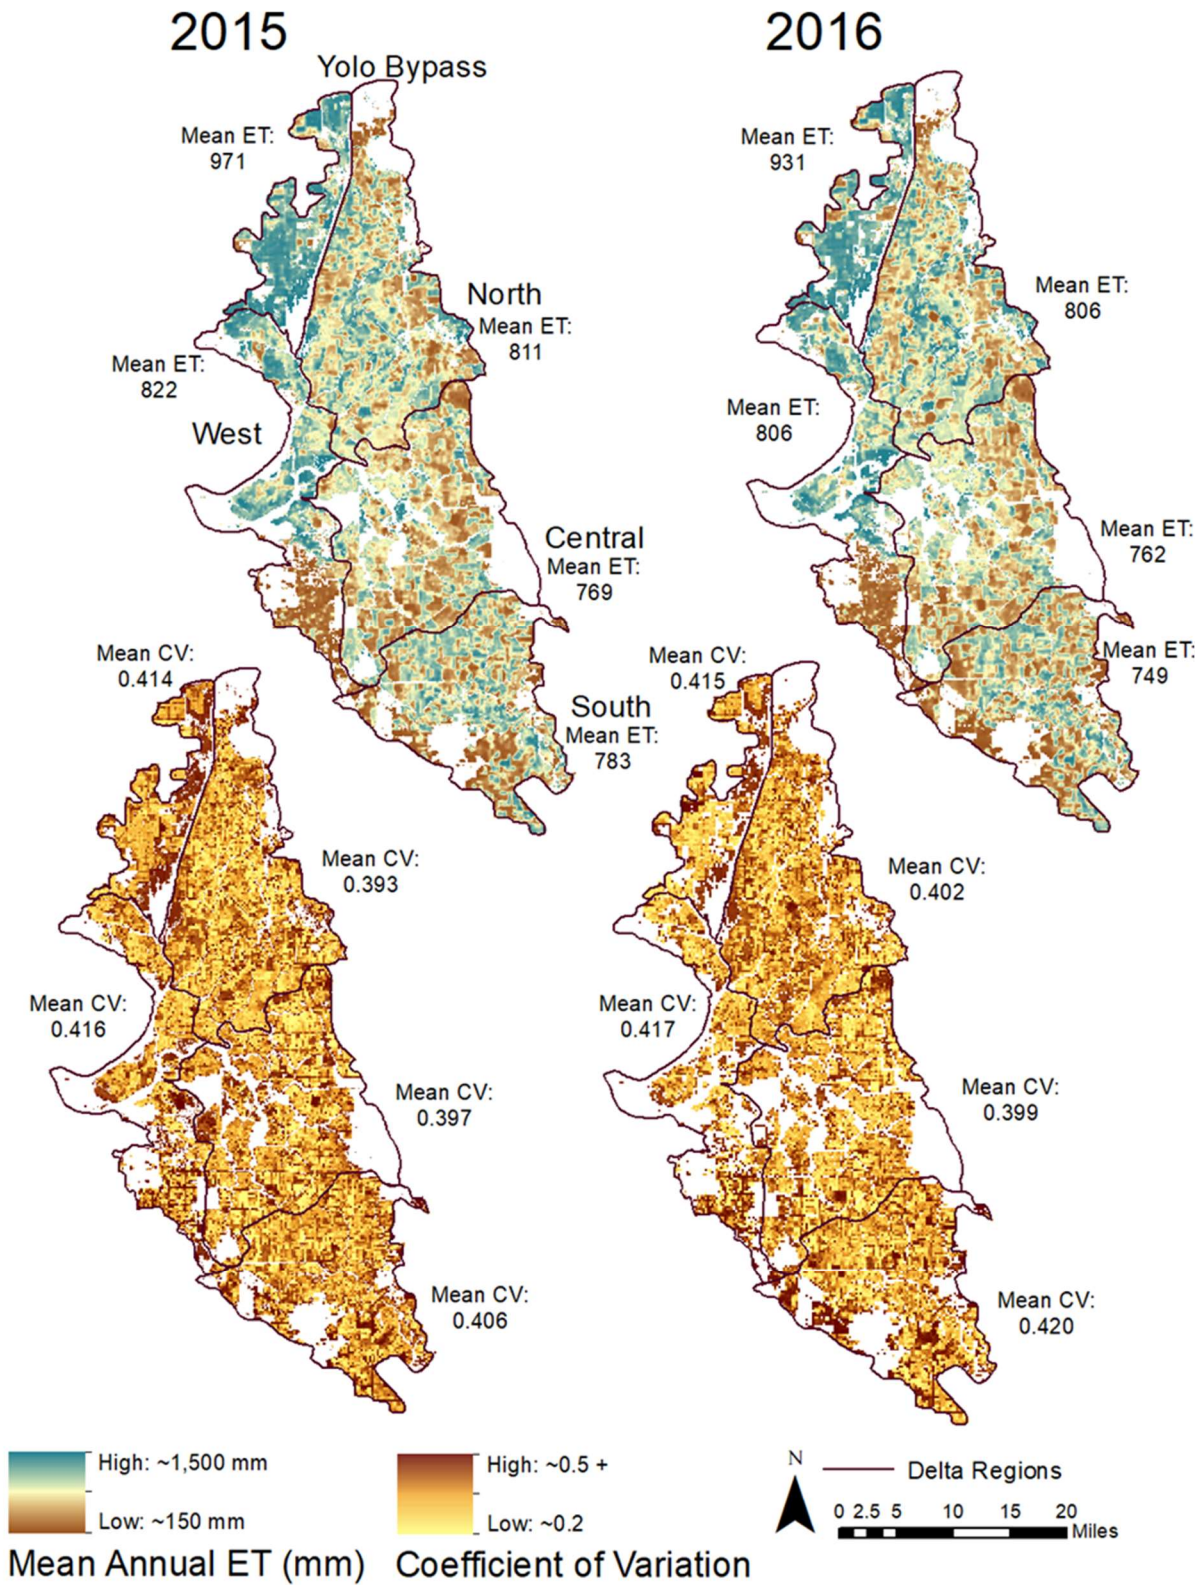 2015
2016
Yolo Bypass
Mean ET:
971
Mean ET:
931
North
Mean ET:
811
Mean ET:
806
Mean ET:
822
Mean ET:
806
West
Central
Mean ET:
769
Mean ET:
762
South
Mean ET:
783
Mean ET:
749
Mean CV:
0.414
Mean CV:
0.415
Mean CV:
0.393
Mean CV:
0.402
Mean CV:
0.416
Mean CV:
0.417
Mean CV:
0.397
Mean CV:
0.399
Mean CV:
0.406
Mean CV:
0.420
High: ~1,500 mm
Low: ~150 mm
Mean Annual ET (mm)
High: ~0.5 +
Low: ~0.2
Coefficient of Variation
N
Delta Regions
0 2.5 5 10 15 20
Miles